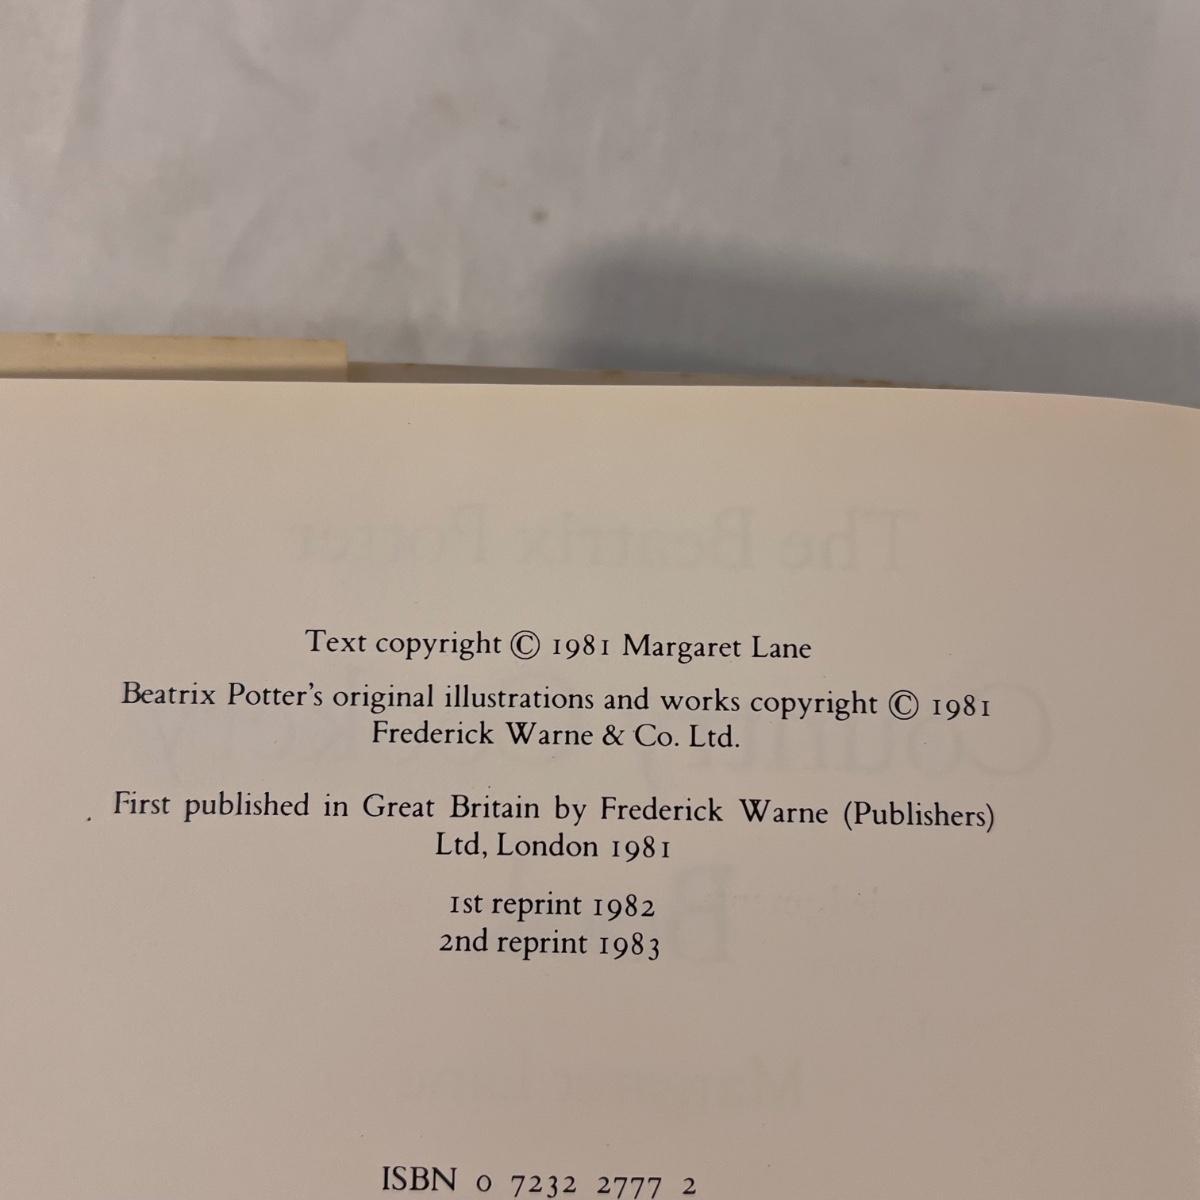 Text copyright © 1981 Margaret Lane
Beatrix Potter's original illustrations and works copyright © 1981
Frederick Warne & Co. Ltd.
First published in Great Britain by Frederick Warne (Publishers)
Ltd, London 1981
1st reprint 1982
2nd reprint 1983
ISBN 0 7232 2777 2